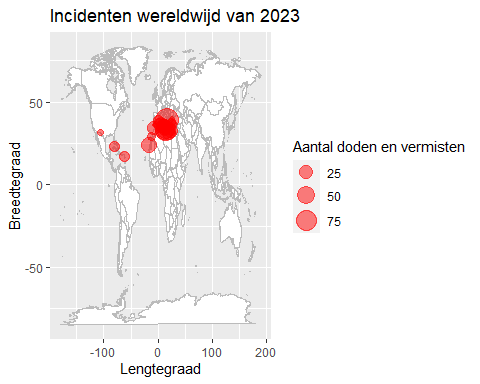 Incidenten wereldwijd van 2023
50
0
-50
Breedtegraad
-100
0
100
200
Lengtegraad
Aantal doden en vermisten
25
50
75